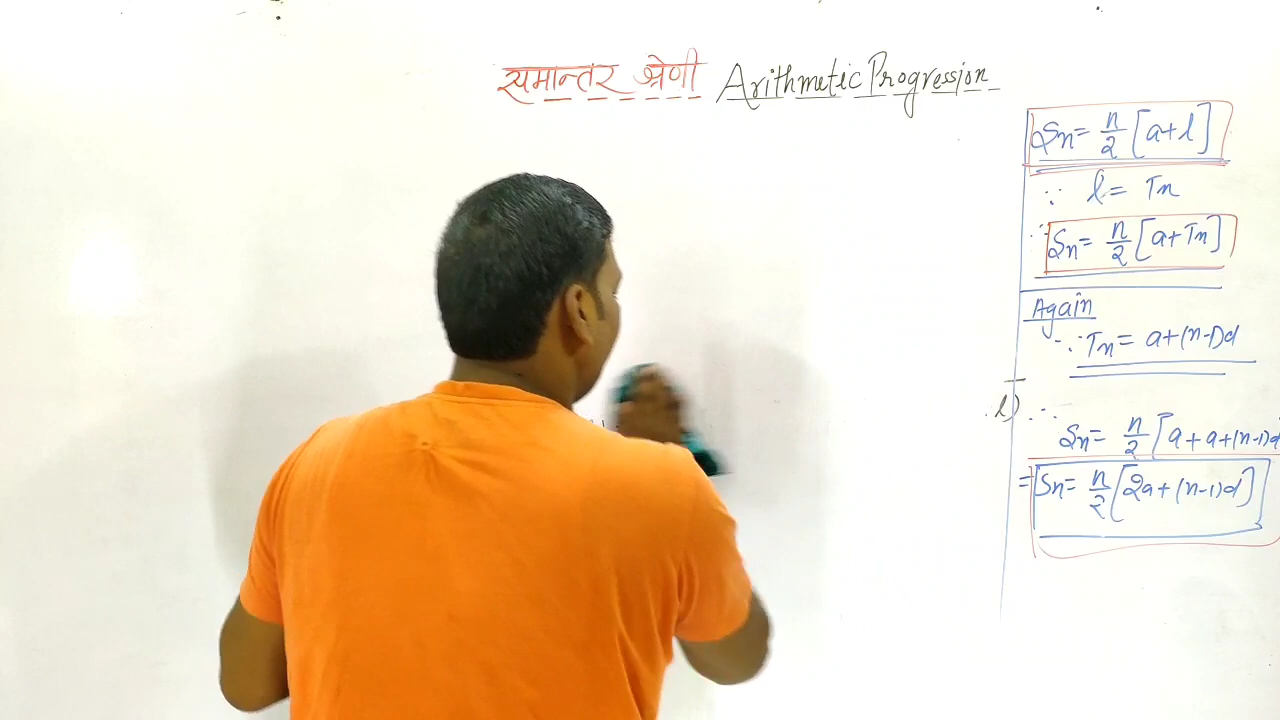 समान्तर श्रेणी Arithmetic Progression
Sn = n/2 [a+l]
∵ l = Tn
∴ Sn = n/2 [a+Tn]
Again
∵ Tn = a+(n-1)d
l)
∴
Sn = n/2 [a+a+(n-1)d
= Sn = n/2 [2a+(n-1)d]